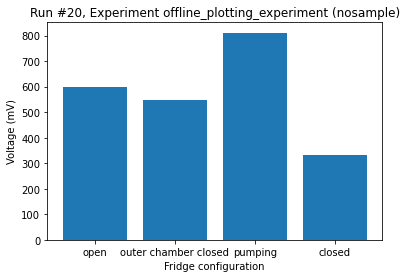 Run #20, Experiment offline_plotting_experiment (nosample)
Voltage (mV)
800
700
600
500
400
300
200
100
0
open outer chamber closed pumping closed
Fridge configuration